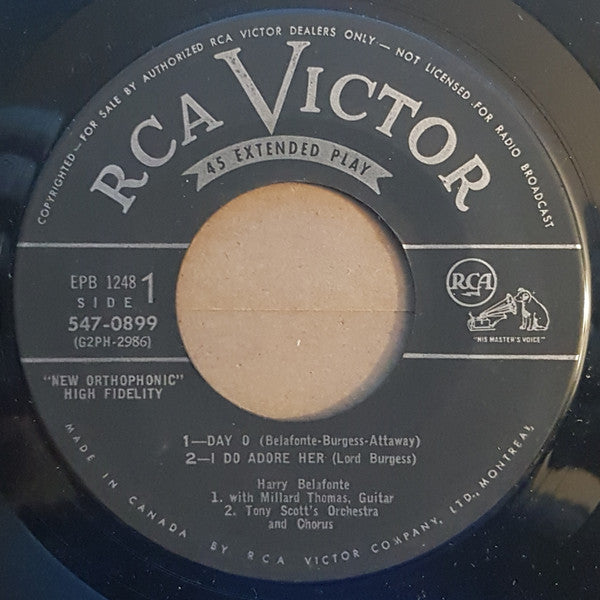 COPYRIGHTED — FOR SALE BY AUTHORIZED RCA VICTOR DEALERS ONLY — NOT LICENSED FOR RADIO BROADCAST
RCA VICTOR
45 EXTENDED PLAY
EPB 1248 1
SIDE
547-0899
(G2PH-2986)
RCA
"HIS MASTER'S VOICE"
"NEW ORTHOPHONIC"
HIGH FIDELITY
1—DAY O (Belafonte-Burgess-Attaway)
2—I DO ADORE HER (Lord Burgess)
Harry Belafonte
1. with Millard Thomas, Guitar
2. Tony Scott's Orchestra
and Chorus
MADE IN CANADA BY RCA VICTOR COMPANY, LTD., MONTREAL